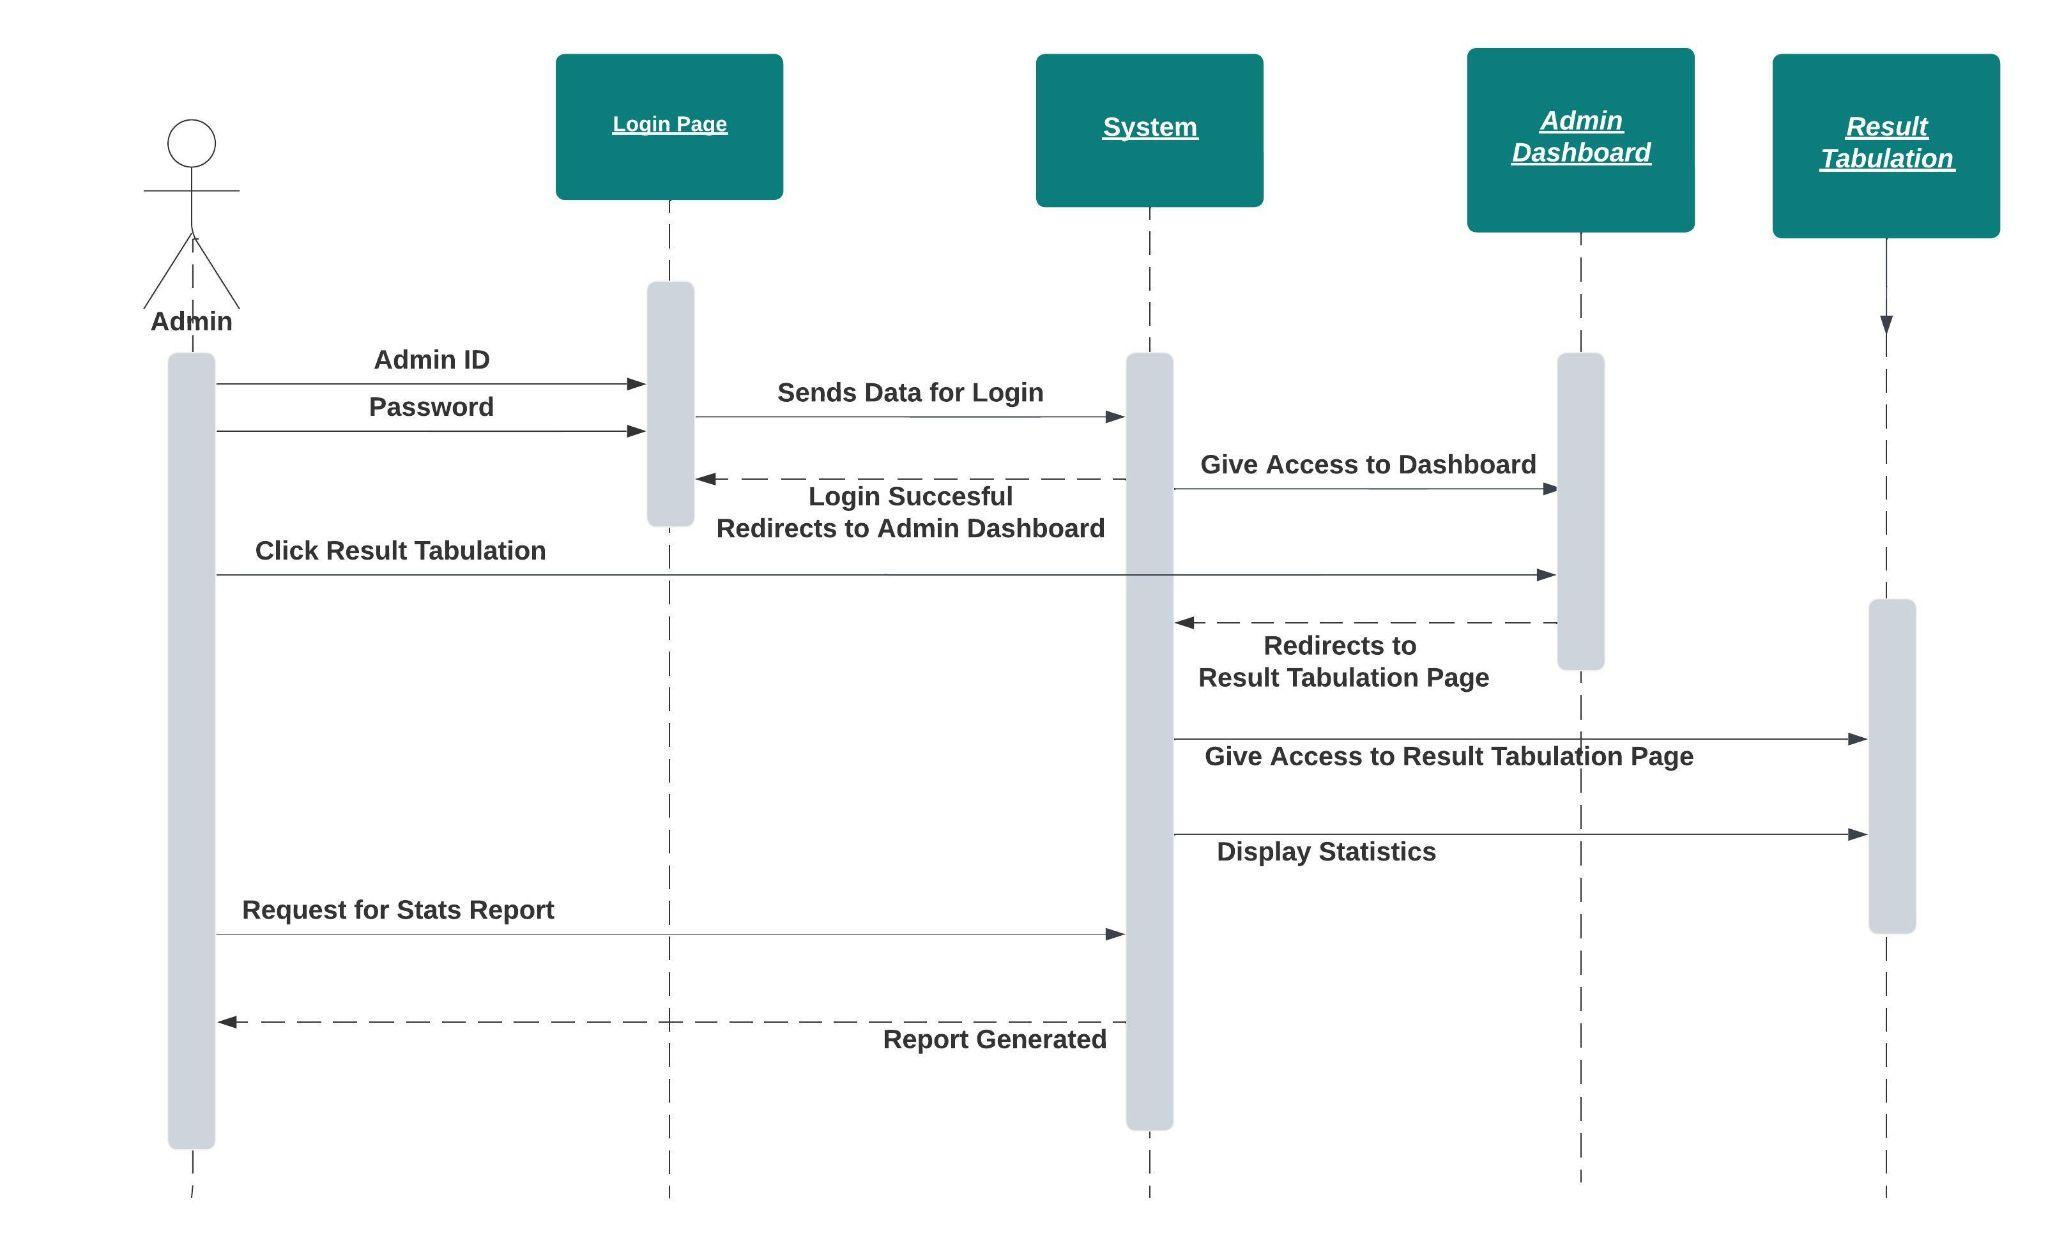 Login Page
System
Admin
Dashboard
Result
Tabulation
Admin
Admin ID
Password
Sends Data for Login
Give Access to Dashboard
Login Succesful
Redirects to Admin Dashboard
Click Result Tabulation
Redirects to
Result Tabulation Page
Give Access to Result Tabulation Page
Display Statistics
Request for Stats Report
Report Generated